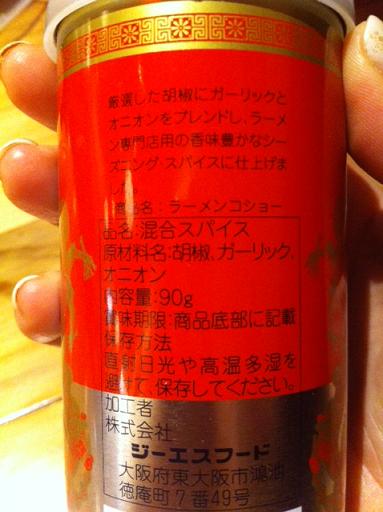 厳選した胡椒にガーリックと
オニオンをブレンドし、ラーメ
ン専門店用の香味豊かなシー
ズニング・スパイスに仕上げま
した。
商品名：ラーメンコショー
品名：混合スパイス
原材料名：胡椒、ガーリック、
オニオン
内容量：90g
賞味期限：商品底部に記載
保存方法
直射日光や高温多湿を
避けて、保存してください。
加工者
株式会社
ジーエスフード
大阪府東大阪市鴻池
徳庵町7番49号